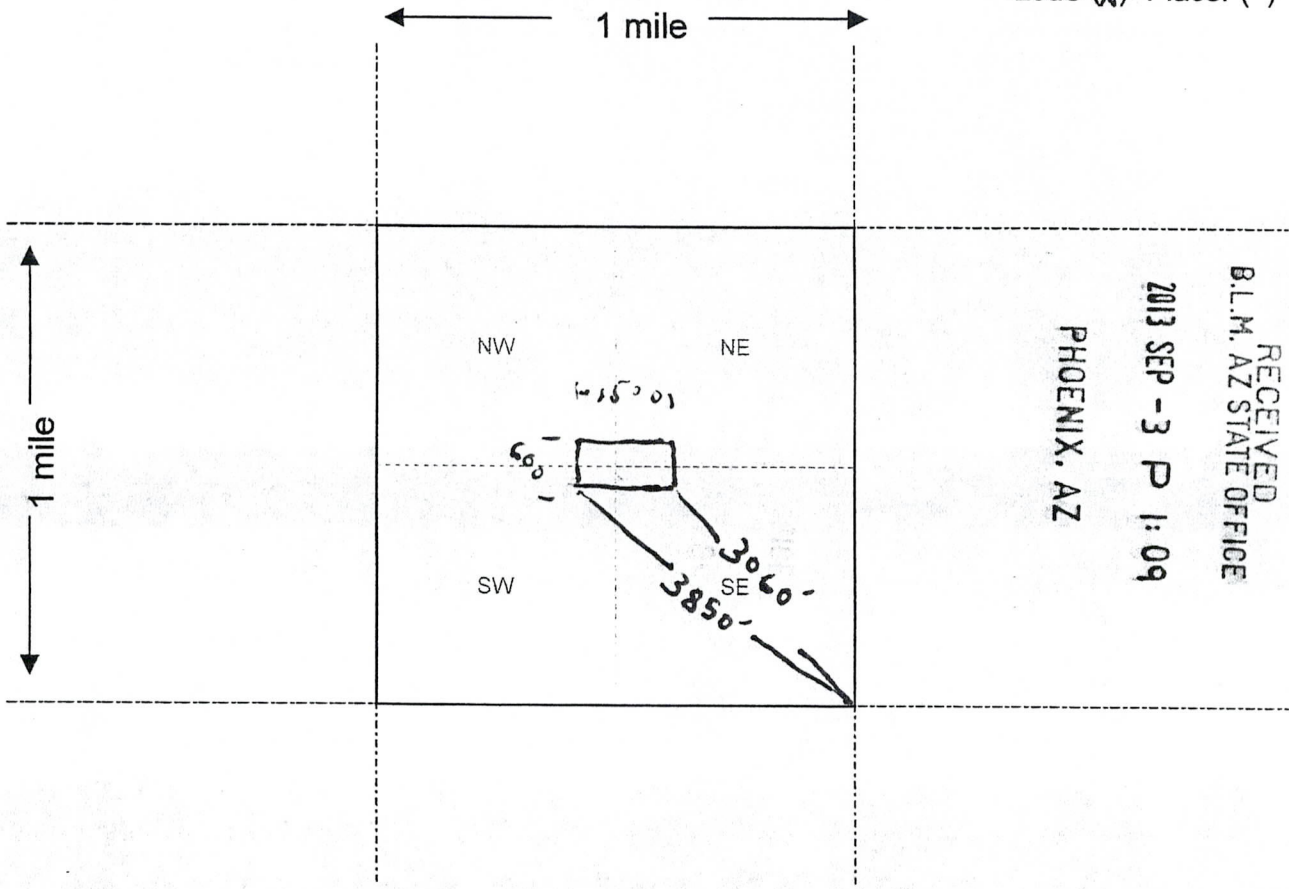 1 mile
RECEIVED
B.L.M. AZ STATE OFFICE
2013 SEP -3 P 1:09
PHOENIX, AZ
1 mile
NW
NE
600
SW
SE
3060'
3850'